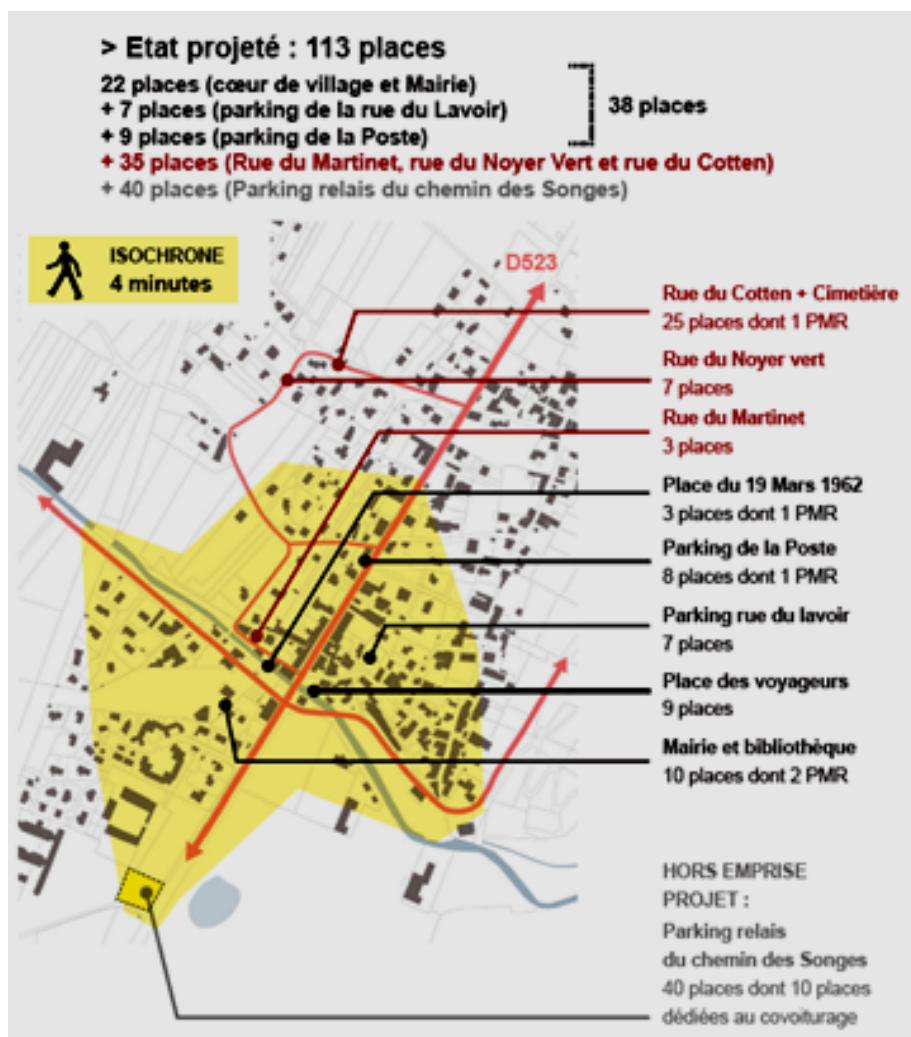 > Etat projeté : 113 places
22 places (cœur de village et Mairie)
+ 7 places (parking de la rue du Lavoir)
+ 9 places (parking de la Poste)
38 places
+ 35 places (Rue du Martinet, rue du Noyer Vert et rue du Cotten)
+ 40 places (Parking relais du chemin des Songes)
ISOCHRONE
4 minutes
D523
Rue du Cotten + Cimetière
25 places dont 1 PMR
Rue du Noyer vert
7 places
Rue du Martinet
3 places
Place du 19 Mars 1962
3 places dont 1 PMR
Parking de la Poste
8 places dont 1 PMR
Parking rue du lavoir
7 places
Place des voyageurs
9 places
Mairie et bibliothèque
10 places dont 2 PMR
HORS EMPRISE
PROJET :
Parking relais
du chemin des Songes
40 places dont 10 places
dédiées au covoiturage